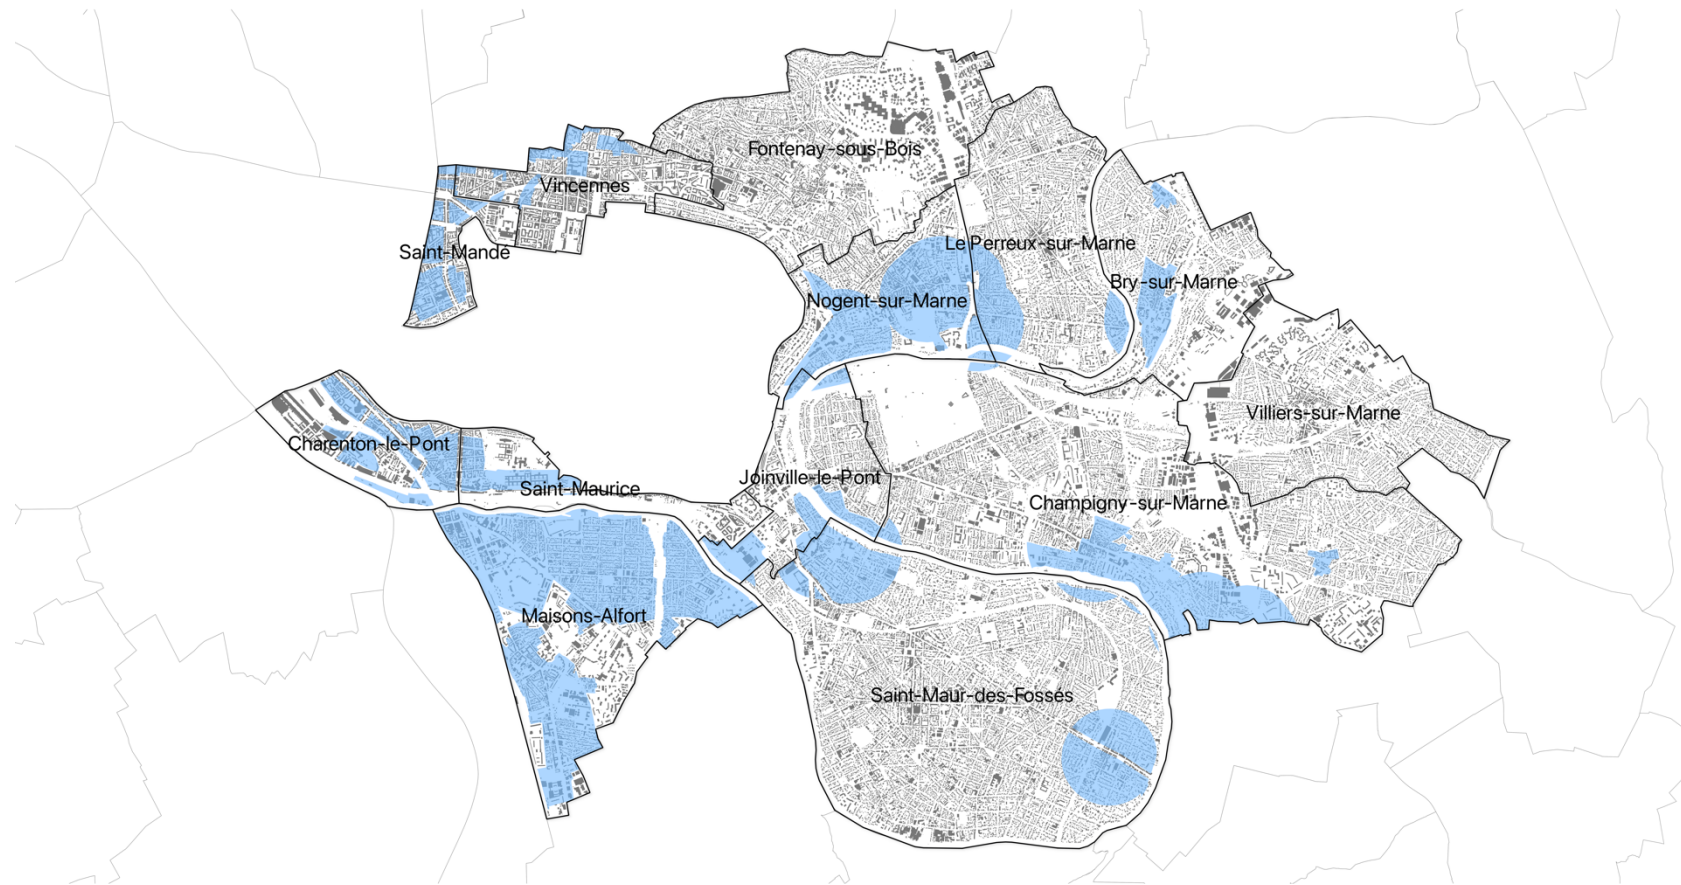 Fontenay-sous-Bois
Vincennes
Saint-Mandé
Le Perreux-sur-Marne
Bry-sur-Marne
Nogent-sur-Marne
Villiers-sur-Marne
Charenton-le-Pont
Joinville-le-Pont
Saint-Maurice
Champigny-sur-Marne
Maisons-Alfort
Saint-Maur-des-Fossés